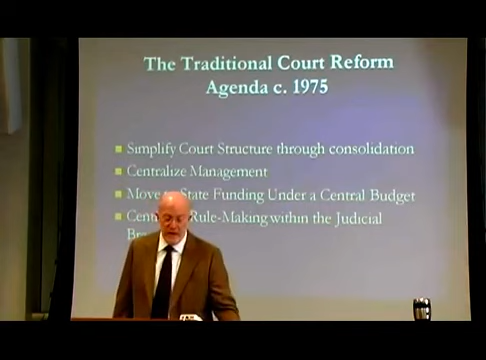 The Traditional Court Reform
Agenda c. 1975
Simplify Court Structure through consolidation
Centralize Management
Move State Funding Under a Central Budget
Rule-Making within the Judicial